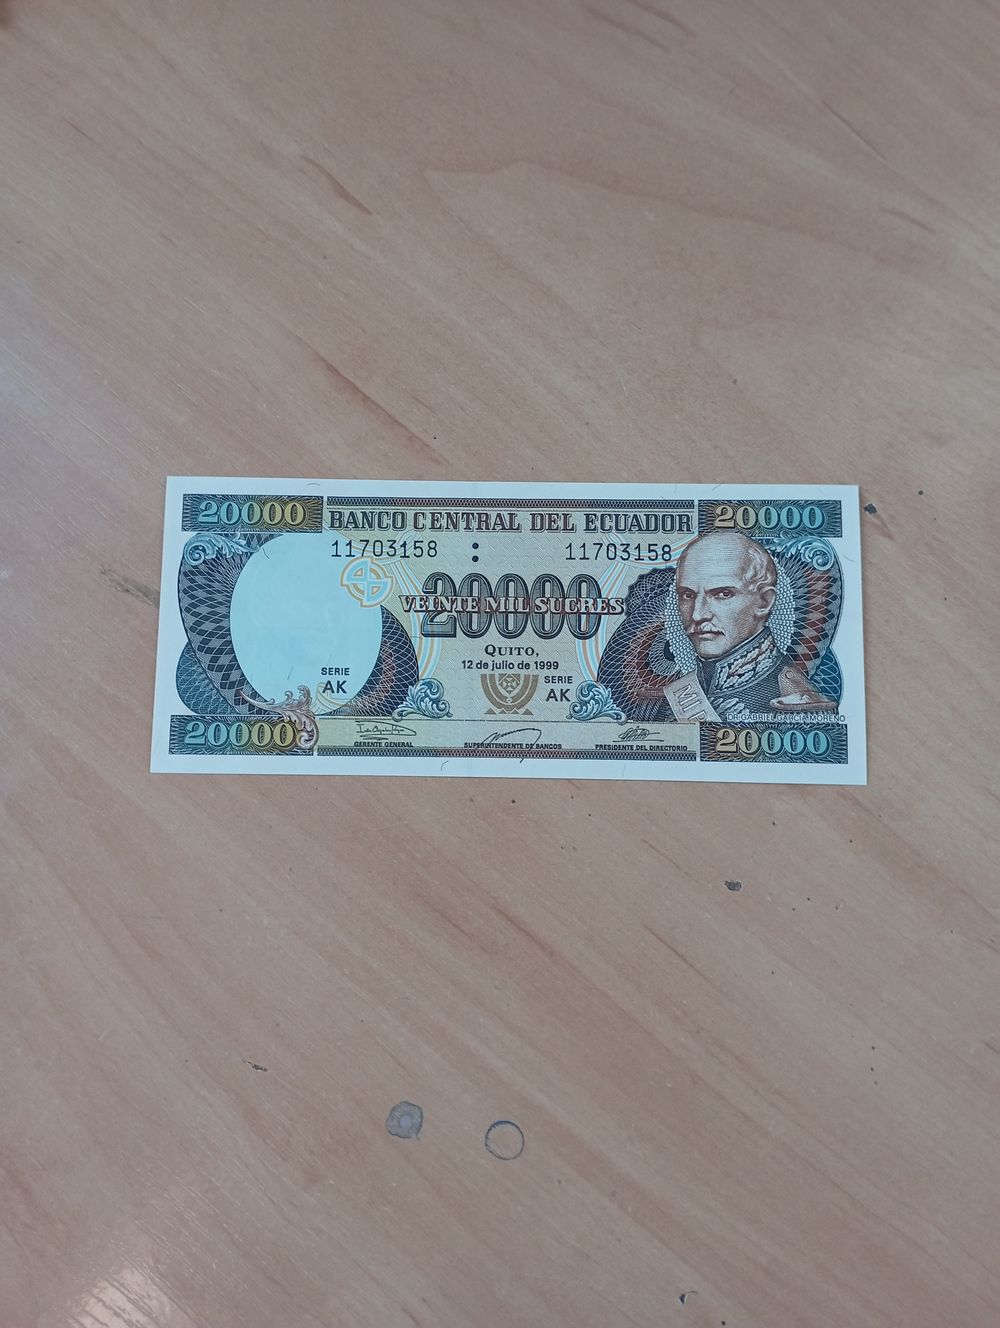 20000 BANCO CENTRAL DEL ECUADOR 20000
11703158 : 11703158
20000
VEINTE MIL SUCRES
QUITO,
12 de julio de 1999
SERIE
AK
SERIE
AK
DR. GABRIEL GARCIA MORENO
20000 GERENTE GENERAL SUPERINTENDENTE DE BANCOS PRESIDENTE DEL DIRECTORIO 20000